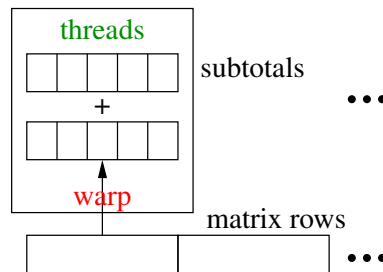 threads
subtotals
+
warp
matrix rows